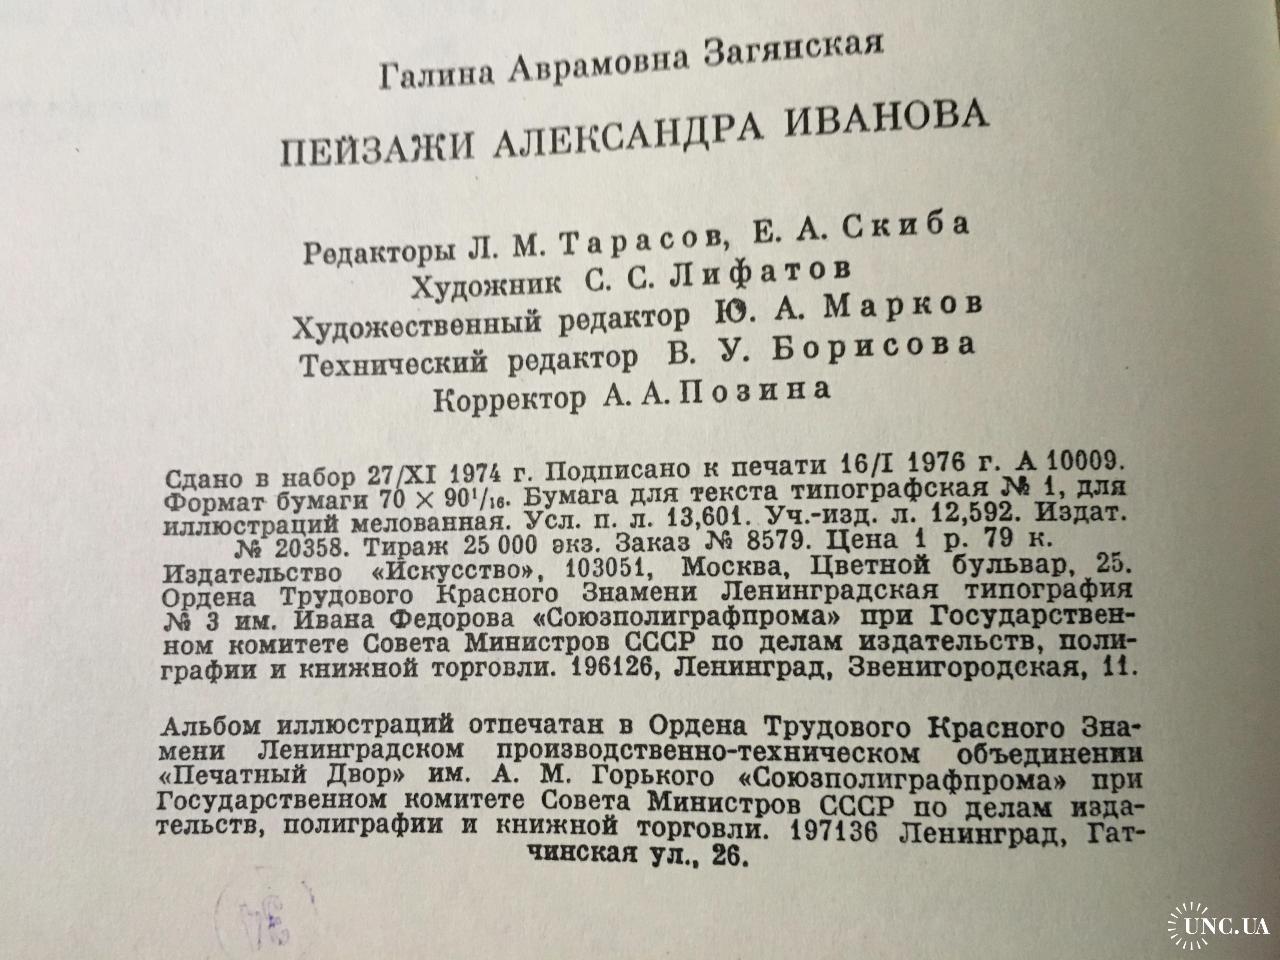 Галина Аврамовна Загянская
ПЕЙЗАЖИ АЛЕКСАНДРА ИВАНОВА
Редакторы Л. М. Тарасов, Е. А. Скиба
Художник С. С. Лифатов
Художественный редактор Ю. А. Марков
Технический редактор В. У. Борисова
Корректор А. А. Позина
Сдано в набор 27/XI 1974 г. Подписано к печати 16/I 1976 г. А 10009.
Формат бумаги 70 × 90¹/₁₆. Бумага для текста типографская № 1, для
иллюстраций мелованная. Усл. п. л. 13,601. Уч.-изд. л. 12,592. Издат.
№ 20358. Тираж 25 000 экз. Заказ № 8579. Цена 1 р. 79 к.
Издательство «Искусство», 103051, Москва, Цветной бульвар, 25.
Ордена Трудового Красного Знамени Ленинградская типография
№ 3 им. Ивана Федорова «Союзполиграфпрома» при Государствен-
ном комитете Совета Министров СССР по делам издательств, поли-
графии и книжной торговли. 196126, Ленинград, Звенигородская, 11.
Альбом иллюстраций отпечатан в Ордена Трудового Красного Зна-
мени Ленинградском производственно-техническом объединении
«Печатный Двор» им. А. М. Горького «Союзполиграфпрома» при
Государственном комитете Совета Министров СССР по делам изда-
тельств, полиграфии и книжной торговли. 197136 Ленинград, Гат-
чинская ул., 26.
UNC.UA